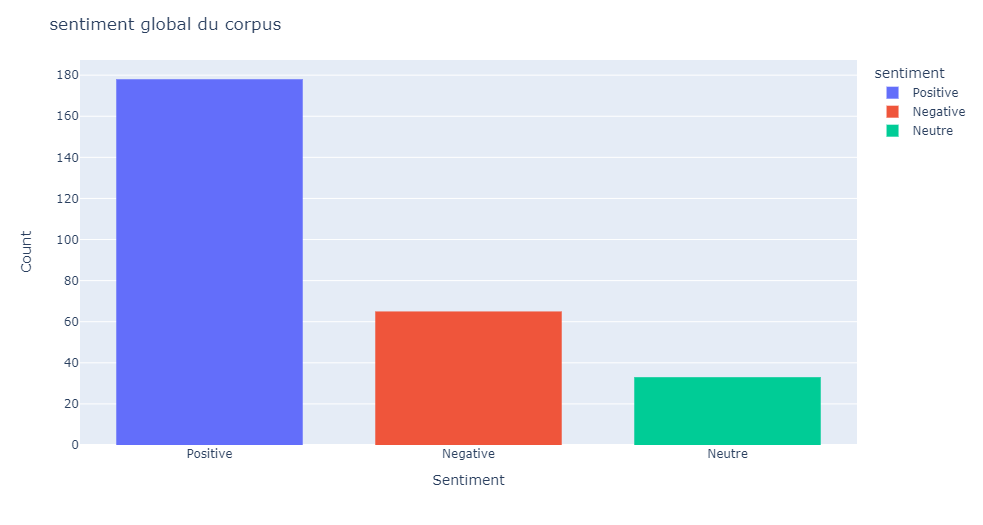 sentiment global du corpus
180
160
140
120
100
80
60
40
20
0
Count
Positive
Negative
Neutre
Sentiment
sentiment
Positive
Negative
Neutre